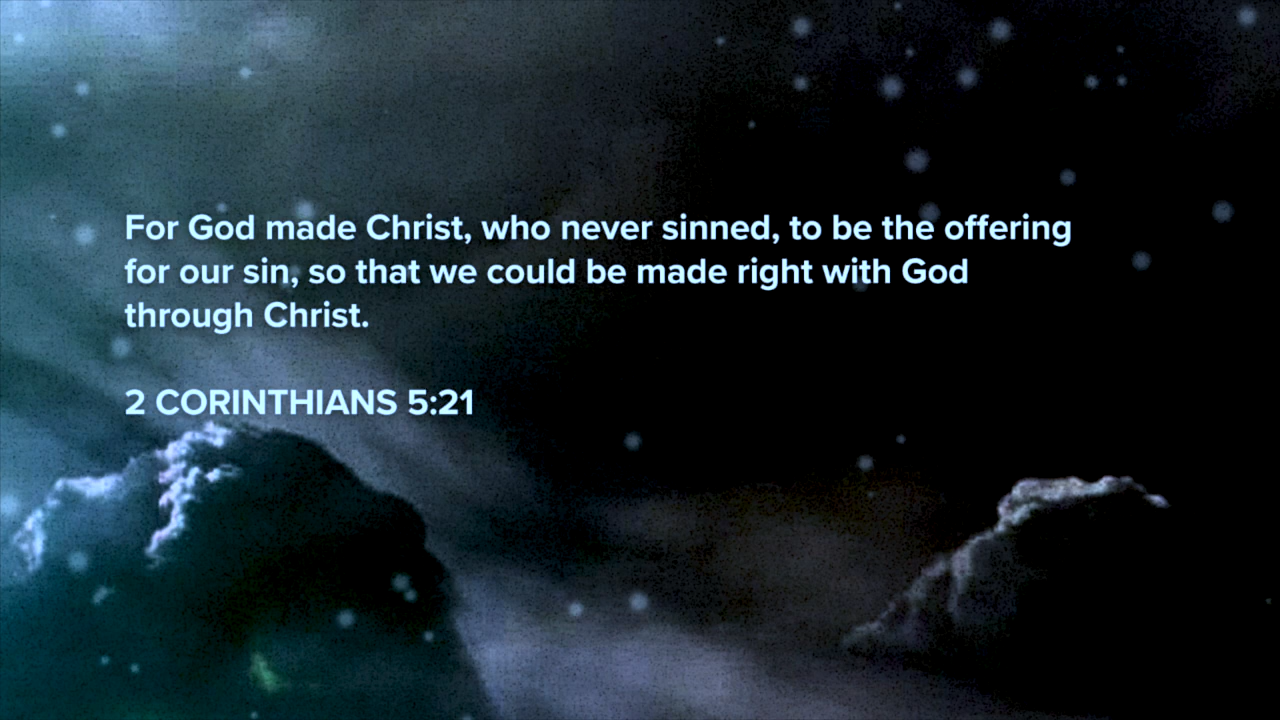 For God made Christ, who never sinned, to be the offering
for our sin, so that we could be made right with God
through Christ.
2 CORINTHIANS 5:21